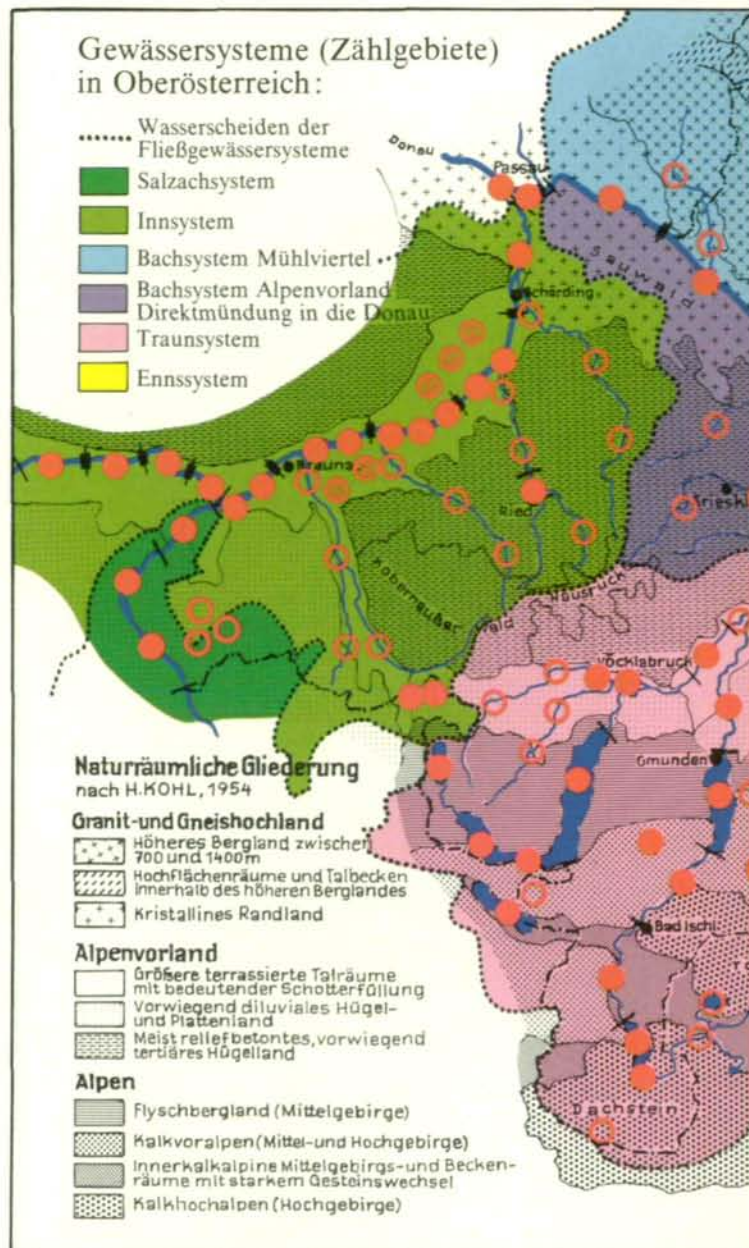 Gewässersysteme (Zählgebiete)
in Oberösterreich:
Wasserscheiden der
Fließgewässersysteme
Salzachsystem
Innsystem
Bachsystem Mühlviertel
Bachsystem Alpenvorland
Direktmündung in die Donau
Traunsystem
Ennssystem
Donau
Passau
Sauwald
Schärding
Braunau
Ried
Griesk
Kobernaußer
Wald
Hausruck
Vöcklabruck
Gmunden
Bad Ischl
Dachstein
Naturräumliche Gliederung
nach H.KOHL, 1954
Granit-und Gneishochland
Höheres Bergland zwischen
700 und 1400m
Hochflächenräume und Talbecken
innerhalb des höheren Berglandes
Kristallines Randland
Alpenvorland
Größere terrassierte Talräume
mit bedeutender Schotterfüllung
Vorwiegend diluviales Hügel-
und Plattenland
Meist reliefbetontes, vorwiegend
tertiäres Hügelland
Alpen
Flyschbergland (Mittelgebirge)
Kalkvoralpen (Mittel-und Hochgebirge)
Innerkalkalpine Mittelgebirgs-und Becken-
räume mit starkem Gesteinswechsel
Kalkhochalpen (Hochgebirge)